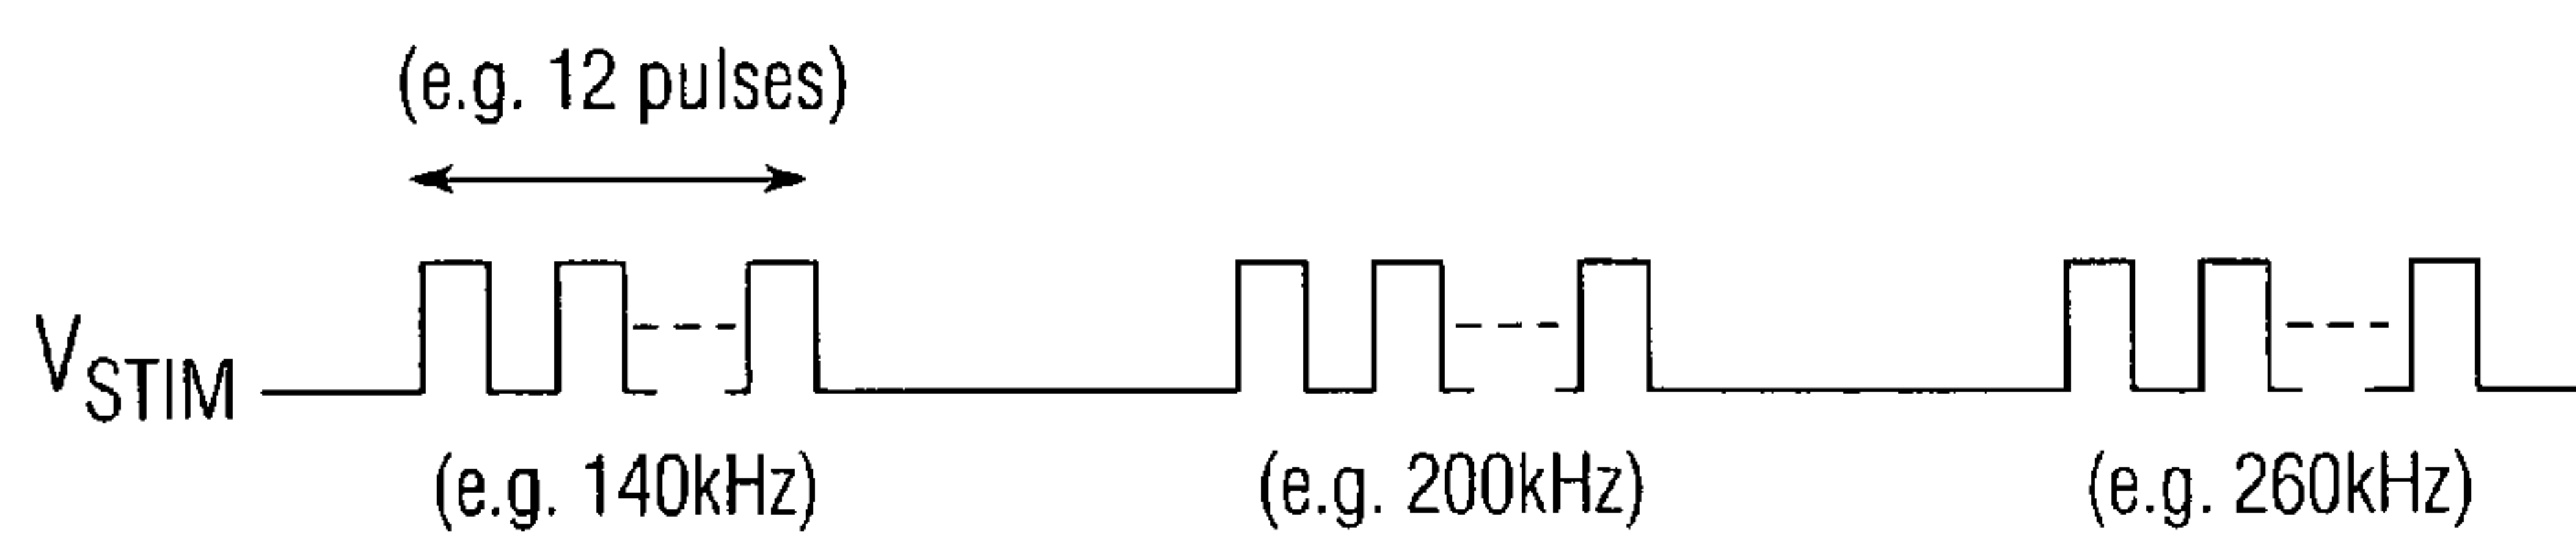 (e.g. 12 pulses)
VSTIM
(e.g. 140kHz)
(e.g. 200kHz)
(e.g. 260kHz)